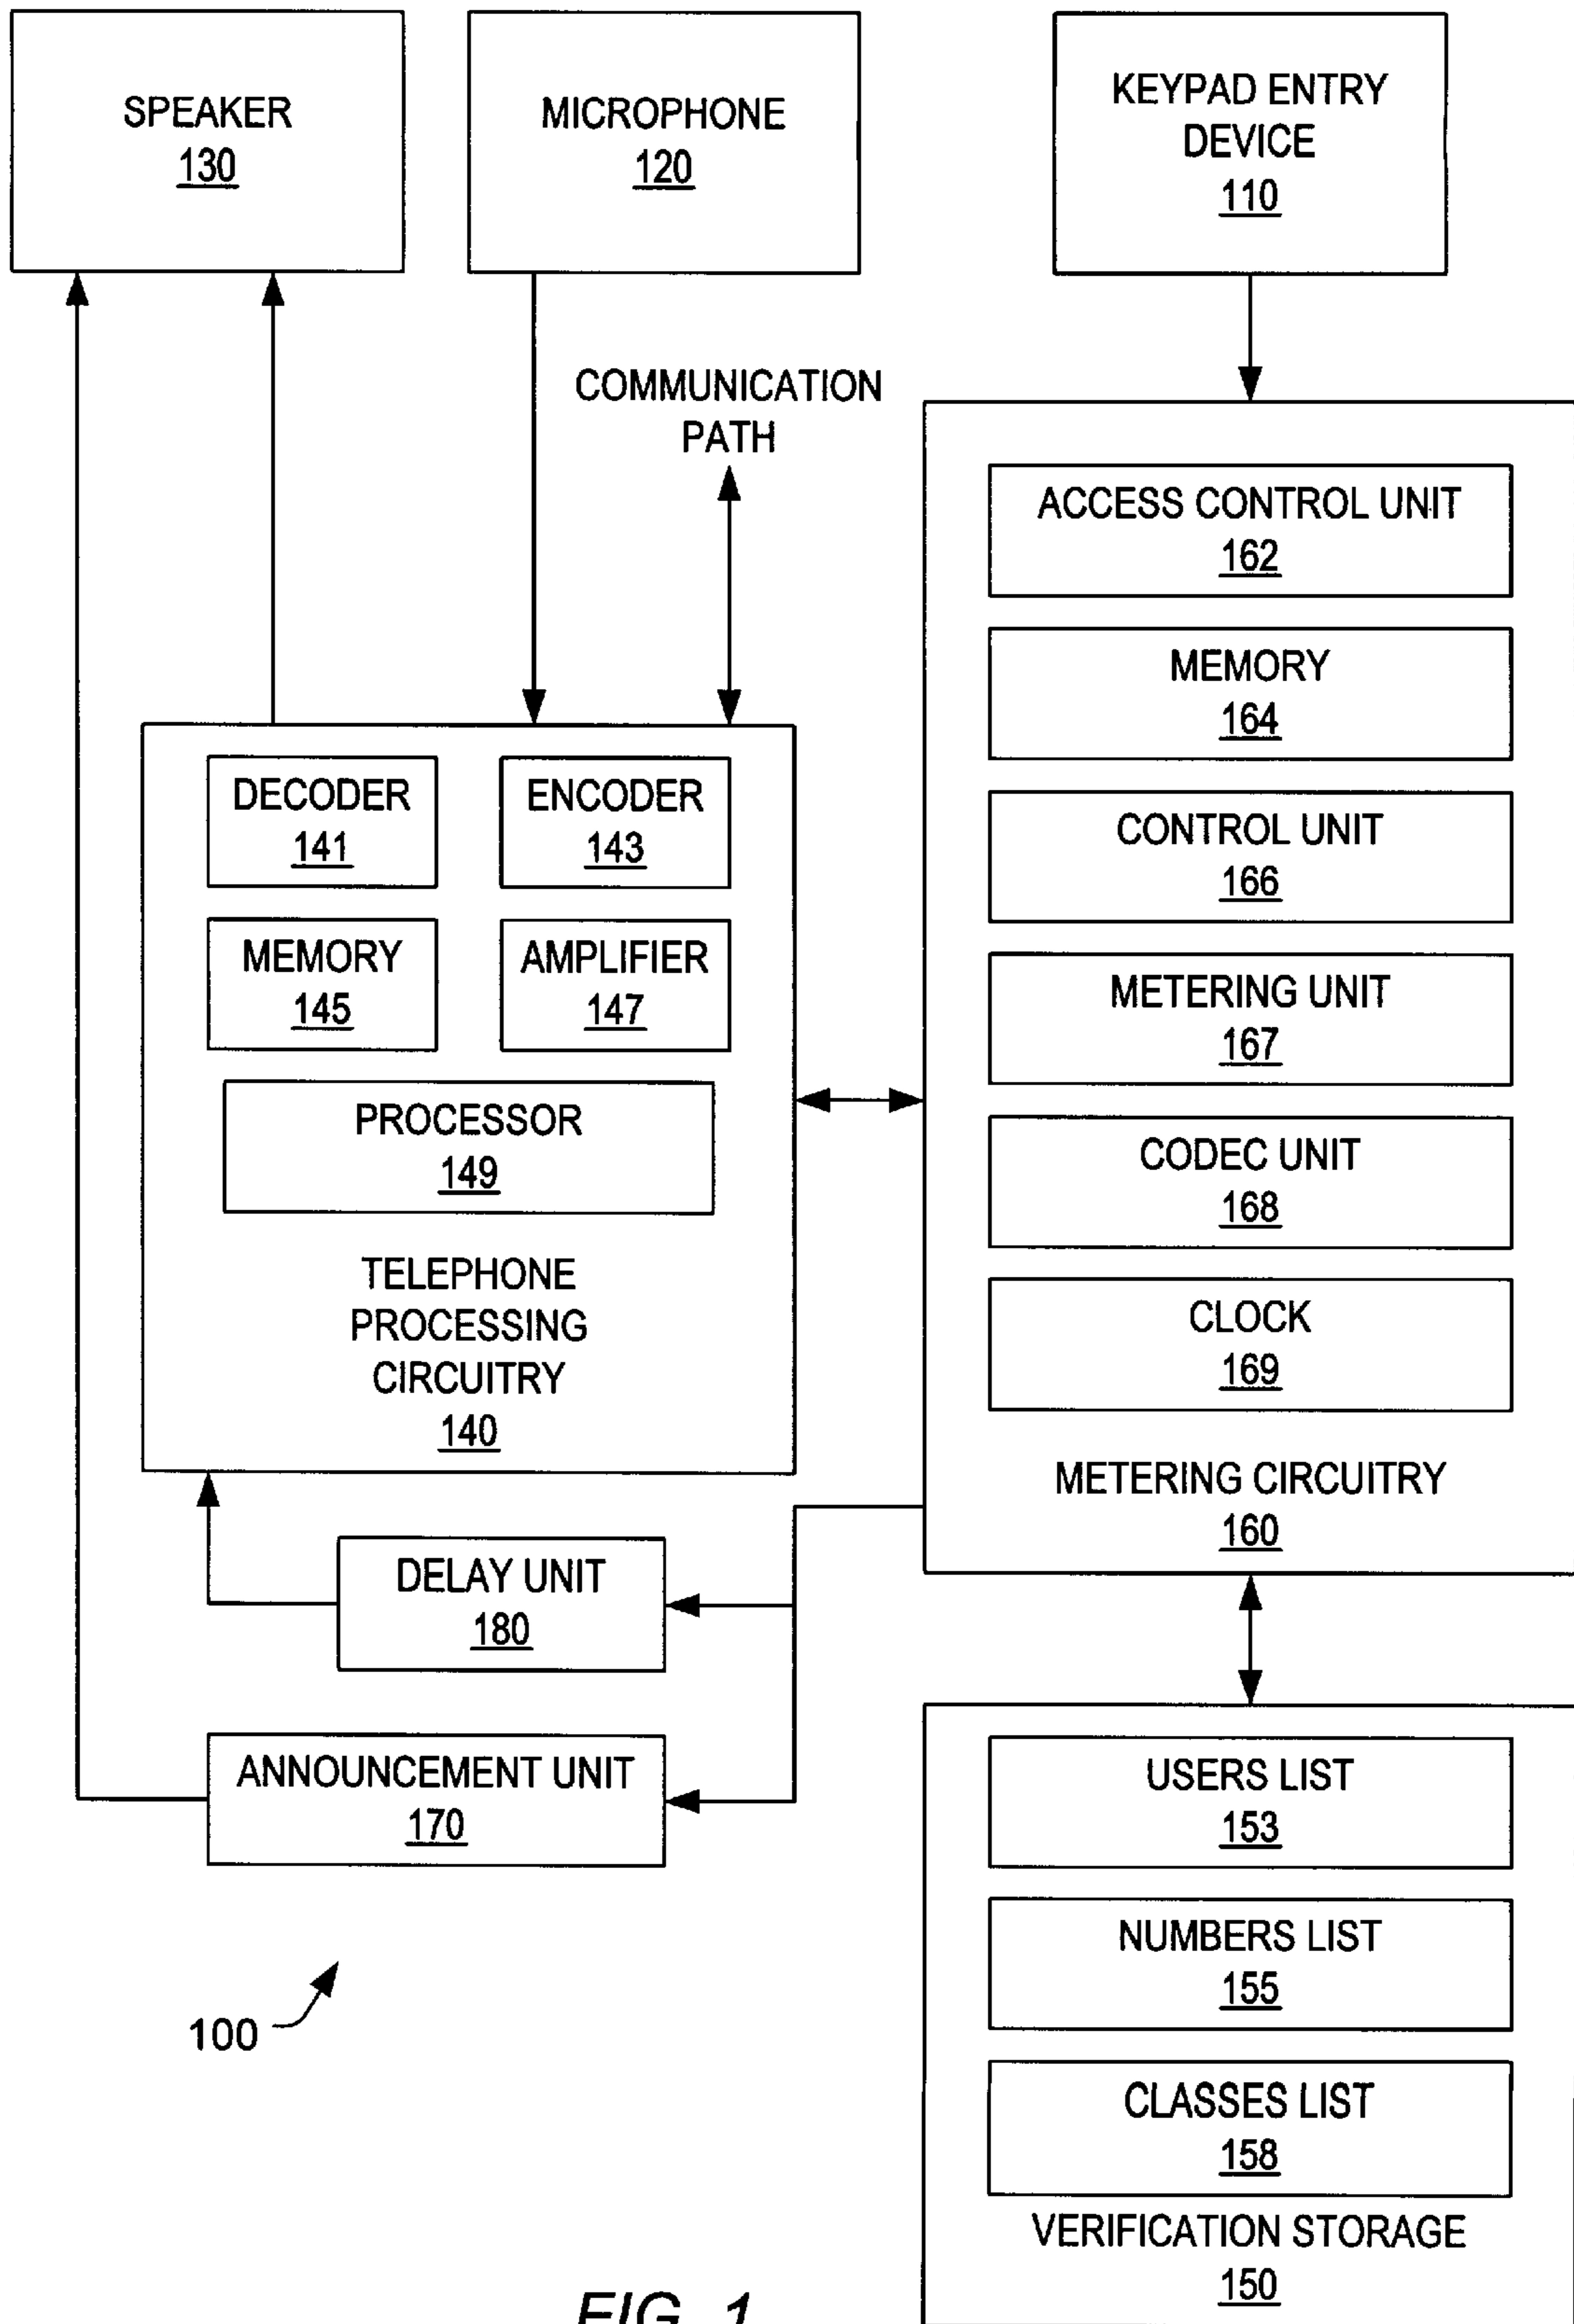 SPEAKER
130
MICROPHONE
120
KEYPAD ENTRY
DEVICE
110
COMMUNICATION
PATH
ACCESS CONTROL UNIT
162
MEMORY
164
CONTROL UNIT
166
METERING UNIT
167
CODEC UNIT
168
CLOCK
169
METERING CIRCUITRY
160
DECODER
141
ENCODER
143
MEMORY
145
AMPLIFIER
147
PROCESSOR
149
TELEPHONE
PROCESSING
CIRCUITRY
140
DELAY UNIT
180
ANNOUNCEMENT UNIT
170
USERS LIST
153
NUMBERS LIST
155
CLASSES LIST
158
VERIFICATION STORAGE
150
100
FIG. 1